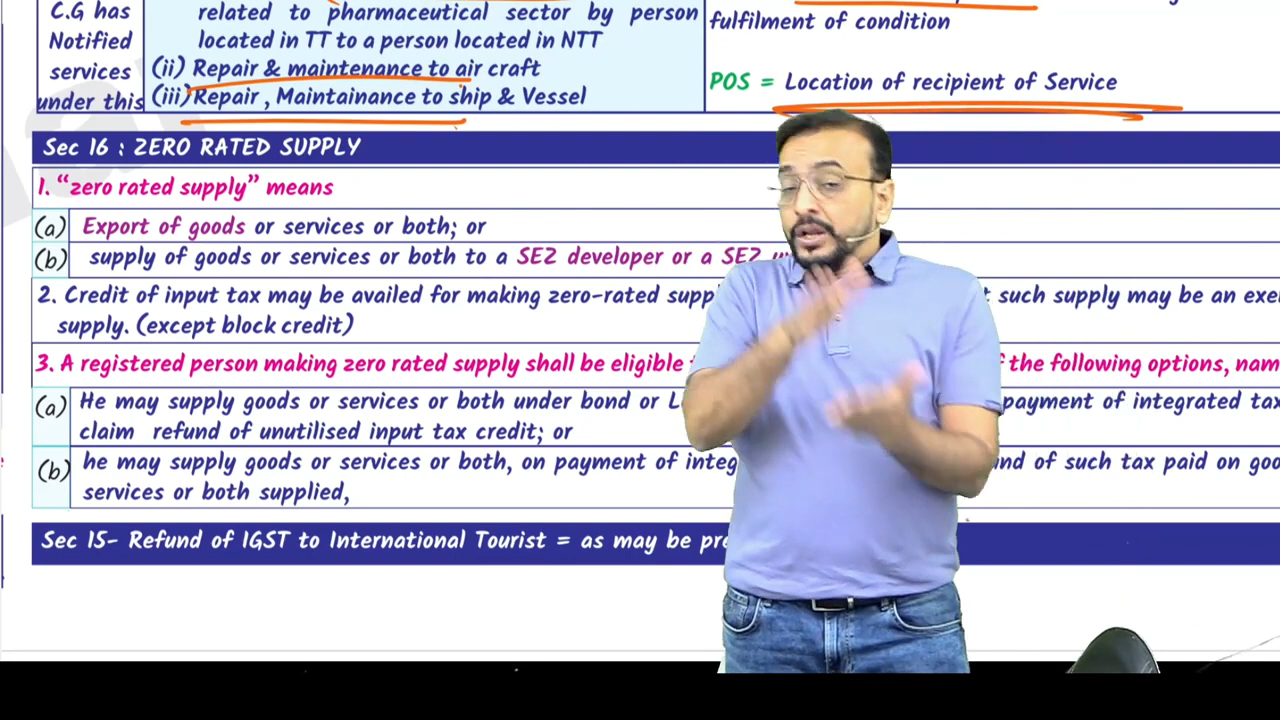 C.G has
Notified
services
under this
related to pharmaceutical sector by person
located in TT to a person located in NTT
(ii) Repair & maintenance to air craft
(iii) Repair , Maintainance to ship & Vessel
fulfilment of condition
POS = Location of recipient of Service
Sec 16 : ZERO RATED SUPPLY
1. “zero rated supply” means
(a) Export of goods or services or both; or
(b) supply of goods or services or both to a SEZ developer or a SEZ
2. Credit of input tax may be availed for making zero-rated such supply may be an
supply. (except block credit)
3. A registered person making zero rated supply shall be eligible the following options,
(a) He may supply goods or services or both under bond or payment of integrated
claim refund of unutilised input tax credit; or
(b) he may supply goods or services or both, on payment of of such tax paid on
services or both supplied,
Sec 15- Refund of IGST to International Tourist = as may be